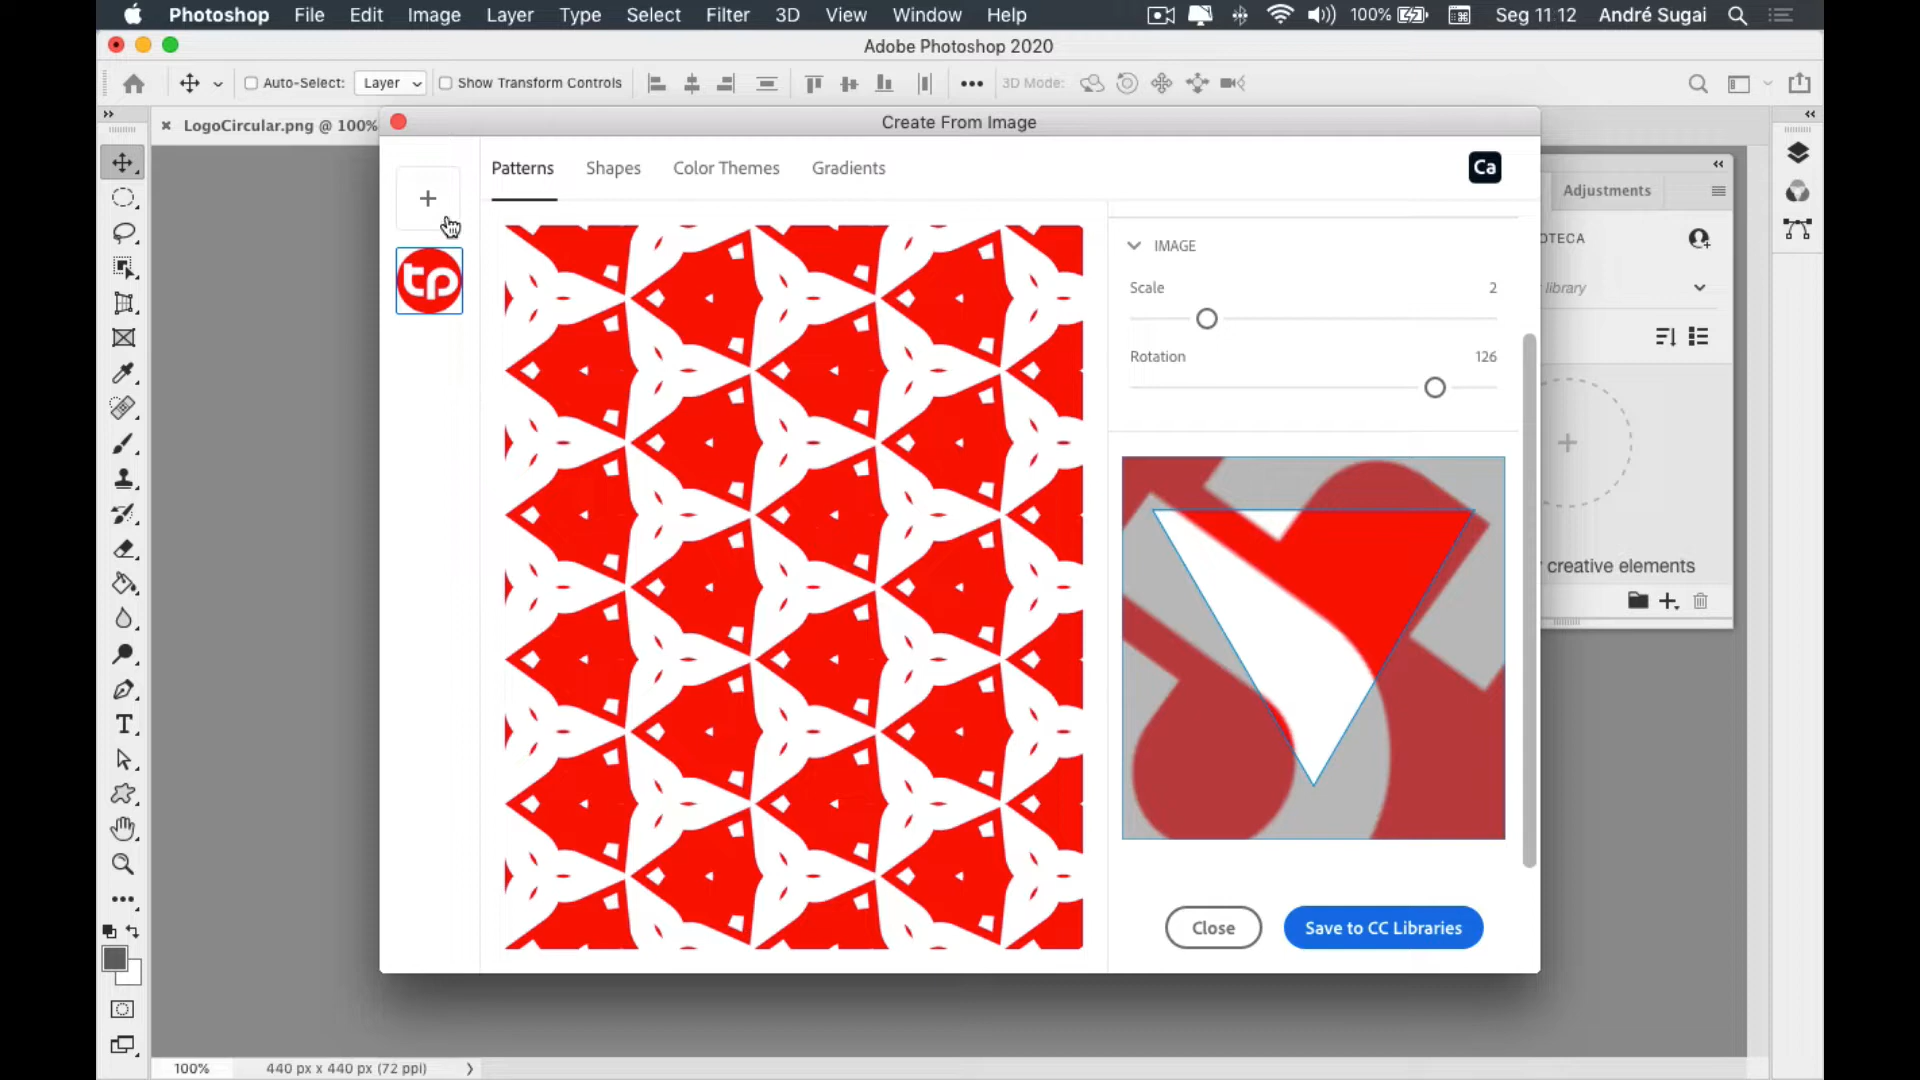 Photoshop File Edit Image Layer Type Select Filter 3D View Window Help 100% Seg 11 12 André Sugai
Adobe Photoshop 2020
Auto-Select: Layer Show Transform Controls 3D Mode:
LogoCircular.png @ 100%
Create From Image
Patterns Shapes Color Themes Gradients
Ca
Adjustments
tp
OTECA
IMAGE
Scale 2
library
Rotation 126
creative elements
T
Close Save to CC Libraries
100% 440 px x 440 px (72 ppi)